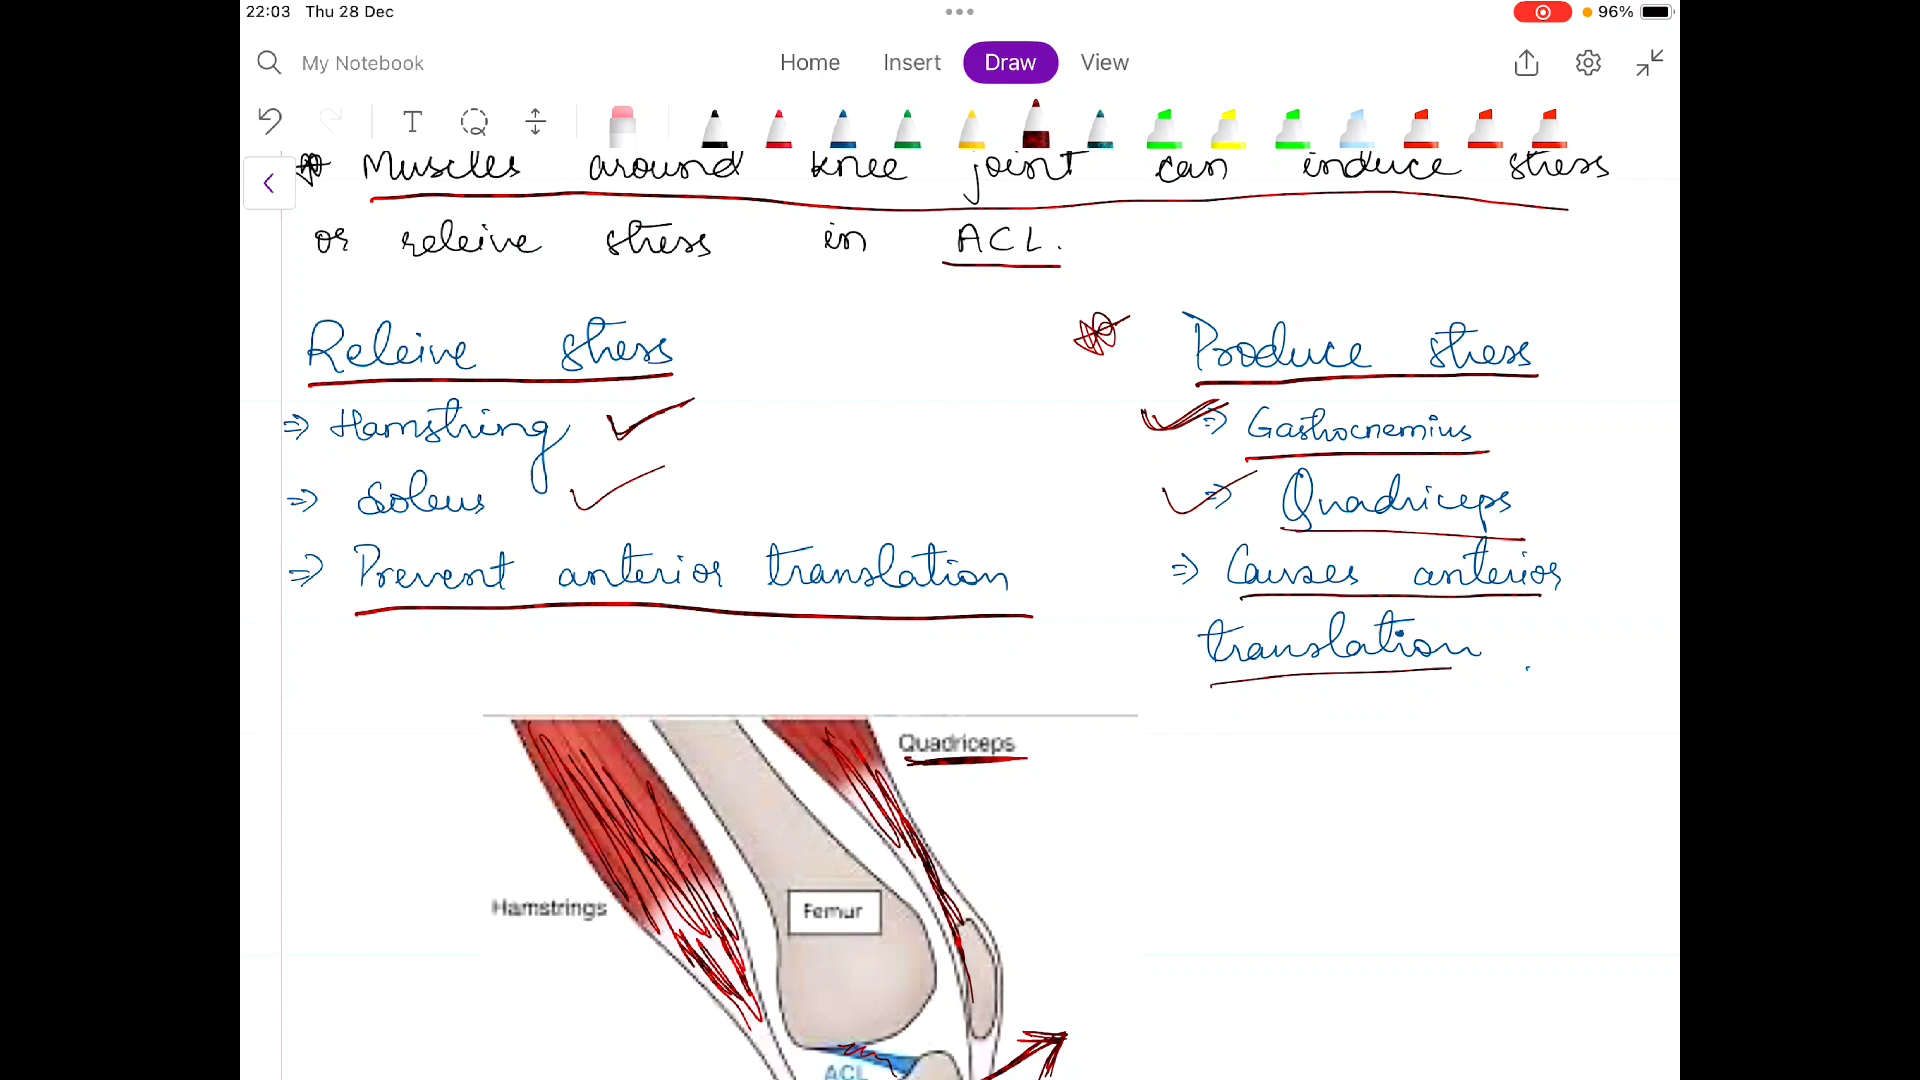 22:03 Thu 28 Dec
96%
My Notebook
Home Insert Draw View
Muscles around knee joint can induce stress
or releive stress in ACL.
Releive stress
Produce stress
⇒ Hamstring ✓
✓ ⇒ Gastrocnemius
⇒ Soleus ✓
✓ ⇒ Quadriceps
⇒ Prevent anterior translation
⇒ Causes anterior
translation
Quadriceps
Hamstrings
Femur
ACL